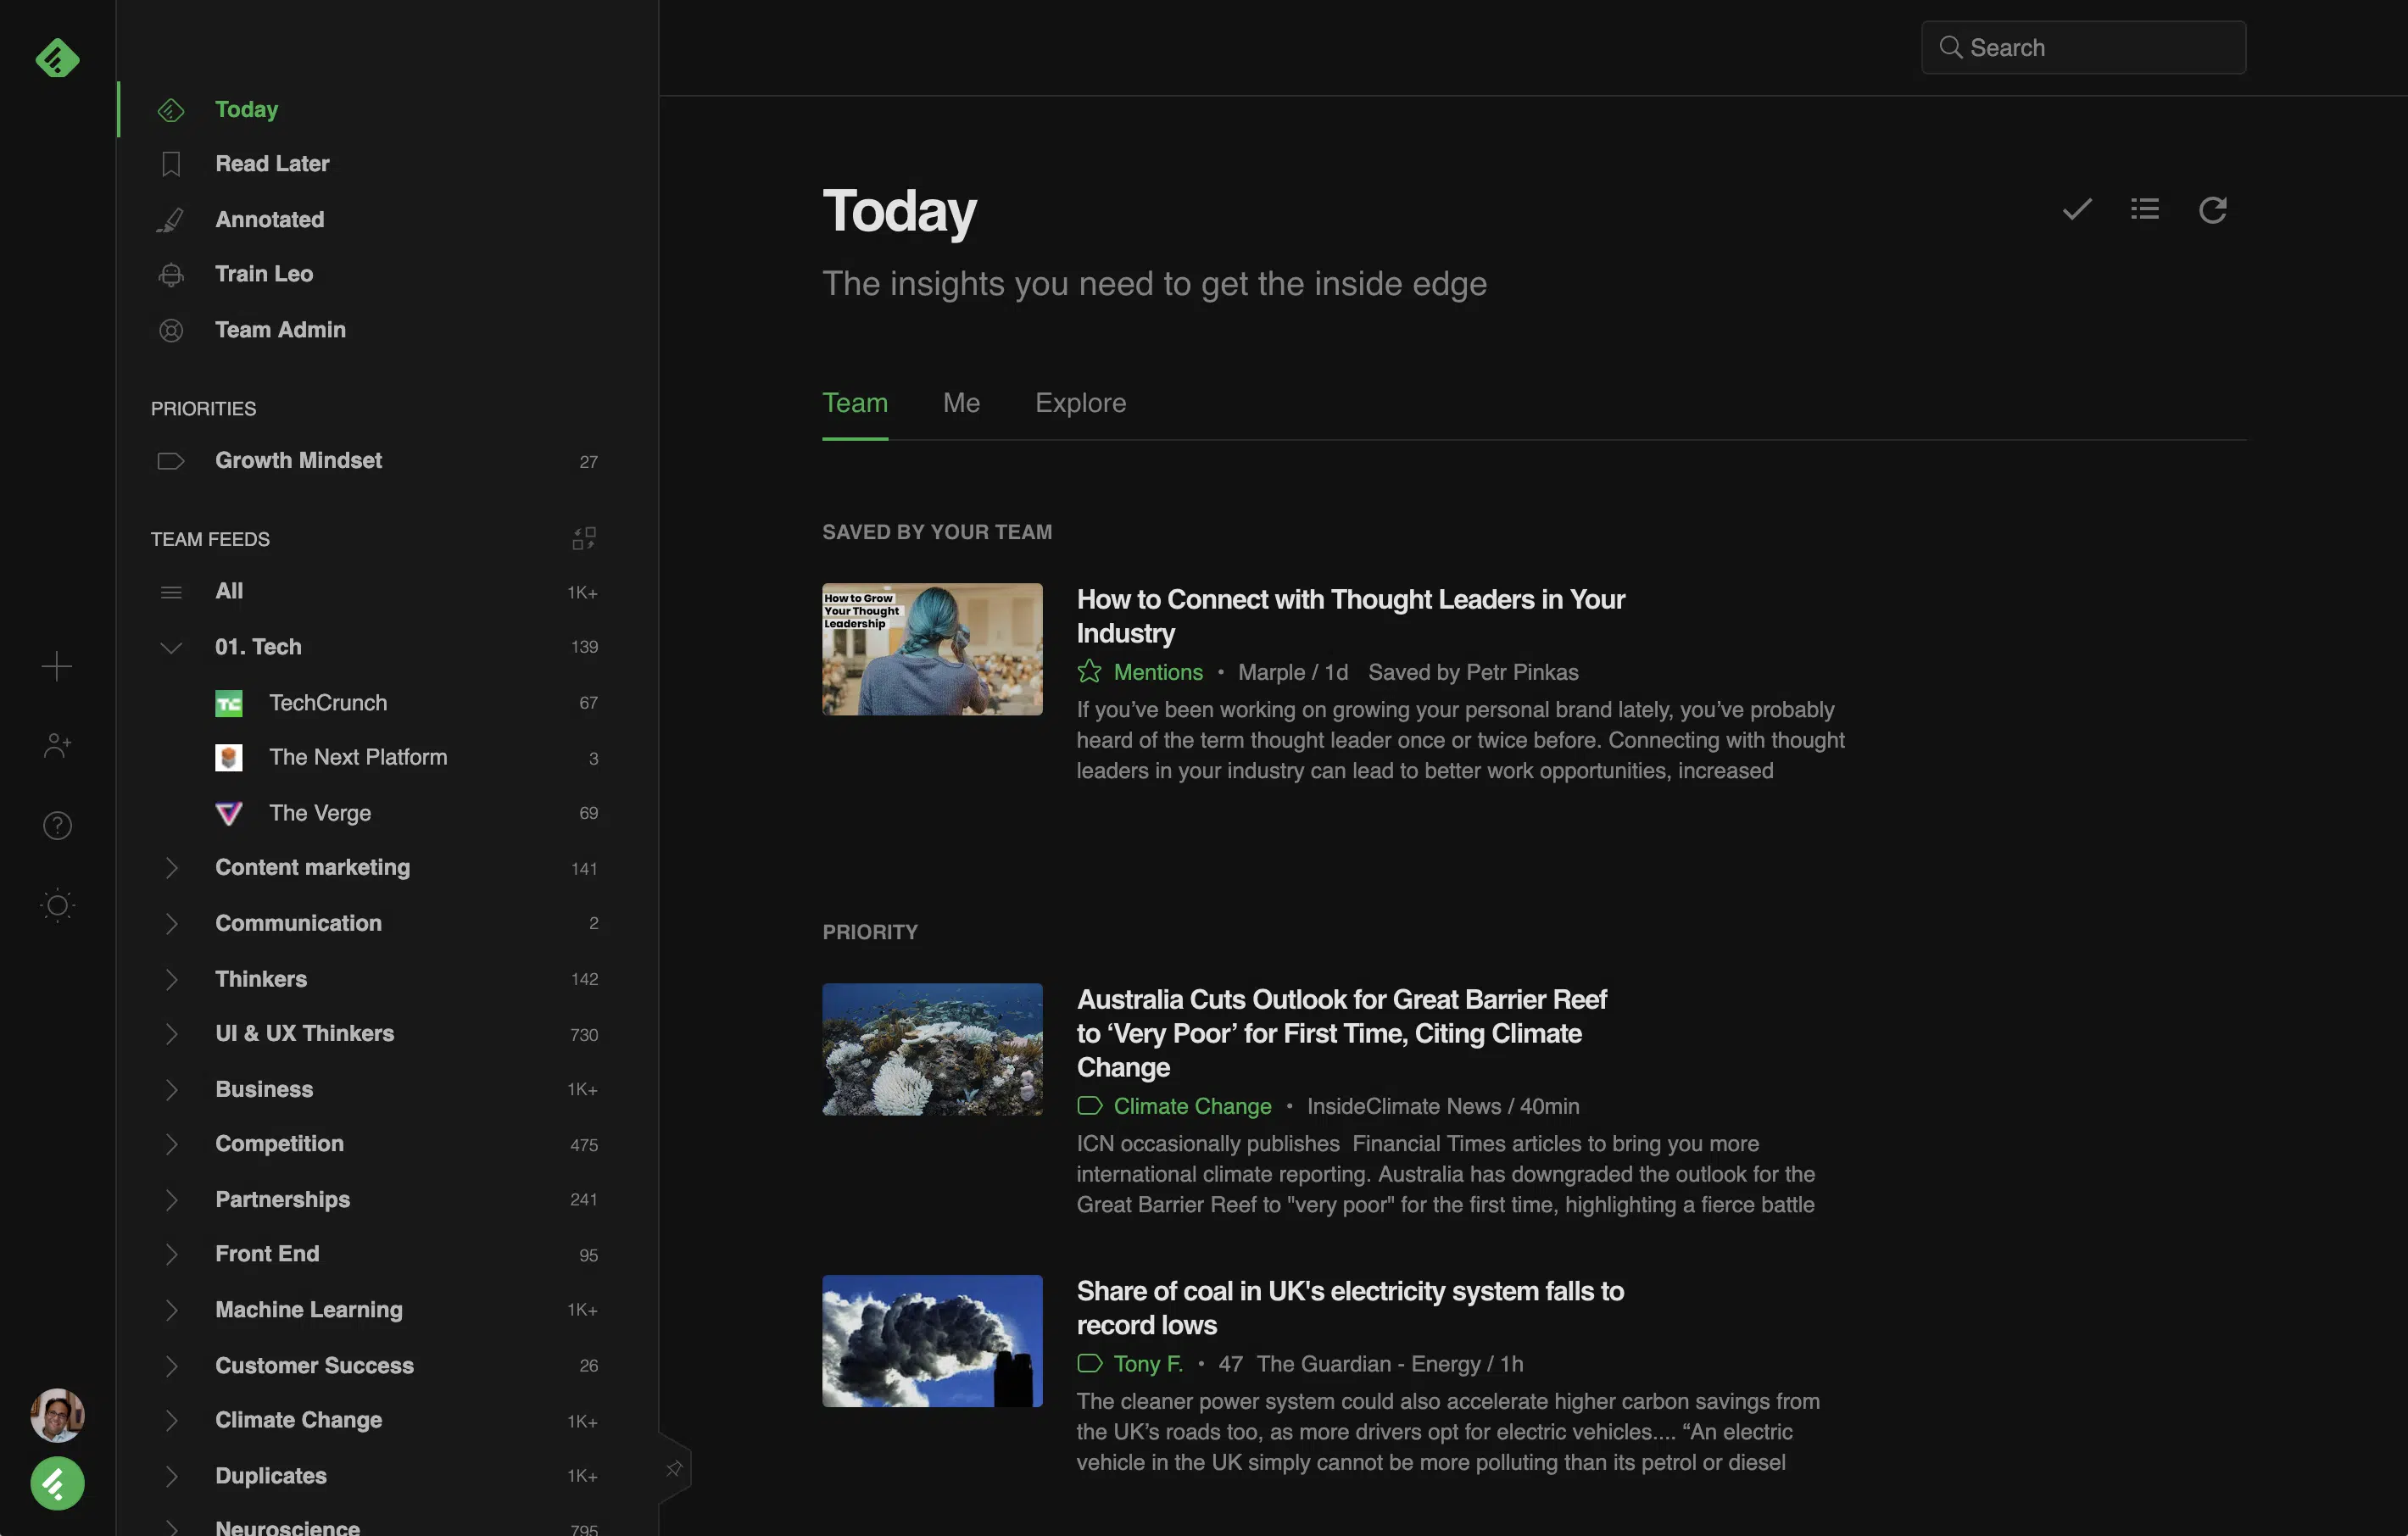 Search
Today
Read Later
Annotated
Train Leo
Team Admin
PRIORITIES
Growth Mindset 27
TEAM FEEDS
All 1K+
01. Tech 139
TechCrunch 67
The Next Platform 3
The Verge 69
Content marketing 141
Communication 2
Thinkers 142
UI & UX Thinkers 730
Business 1K+
Competition 475
Partnerships 241
Front End 95
Machine Learning 1K+
Customer Success 26
Climate Change 1K+
Duplicates 1K+
Neuroscience 795
Today
The insights you need to get the inside edge
Team Me Explore
SAVED BY YOUR TEAM
How to Grow
Your Thought
Leadership
How to Connect with Thought Leaders in Your
Industry
Mentions • Marple / 1d Saved by Petr Pinkas
If you’ve been working on growing your personal brand lately, you’ve probably
heard of the term thought leader once or twice before. Connecting with thought
leaders in your industry can lead to better work opportunities, increased
PRIORITY
Australia Cuts Outlook for Great Barrier Reef
to ‘Very Poor’ for First Time, Citing Climate
Change
Climate Change • InsideClimate News / 40min
ICN occasionally publishes  Financial Times articles to bring you more
international climate reporting. Australia has downgraded the outlook for the
Great Barrier Reef to "very poor" for the first time, highlighting a fierce battle
Share of coal in UK's electricity system falls to
record lows
Tony F. • 47 The Guardian - Energy / 1h
The cleaner power system could also accelerate higher carbon savings from
the UK’s roads too, as more drivers opt for electric vehicles.... “An electric
vehicle in the UK simply cannot be more polluting than its petrol or diesel